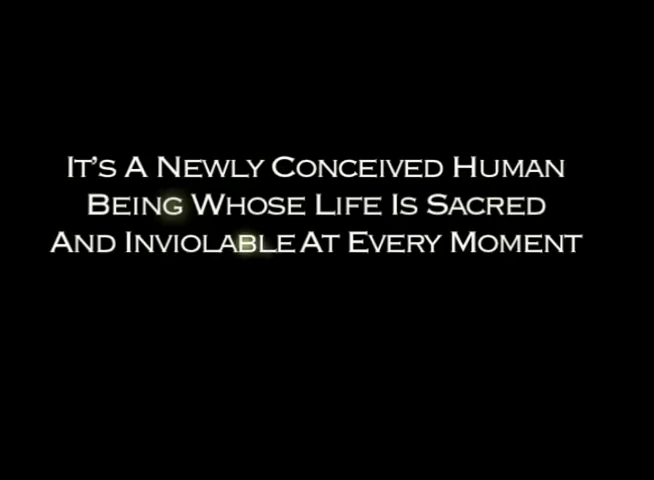 It's A Newly Conceived Human
Being Whose Life Is Sacred
And Inviolable At Every Moment